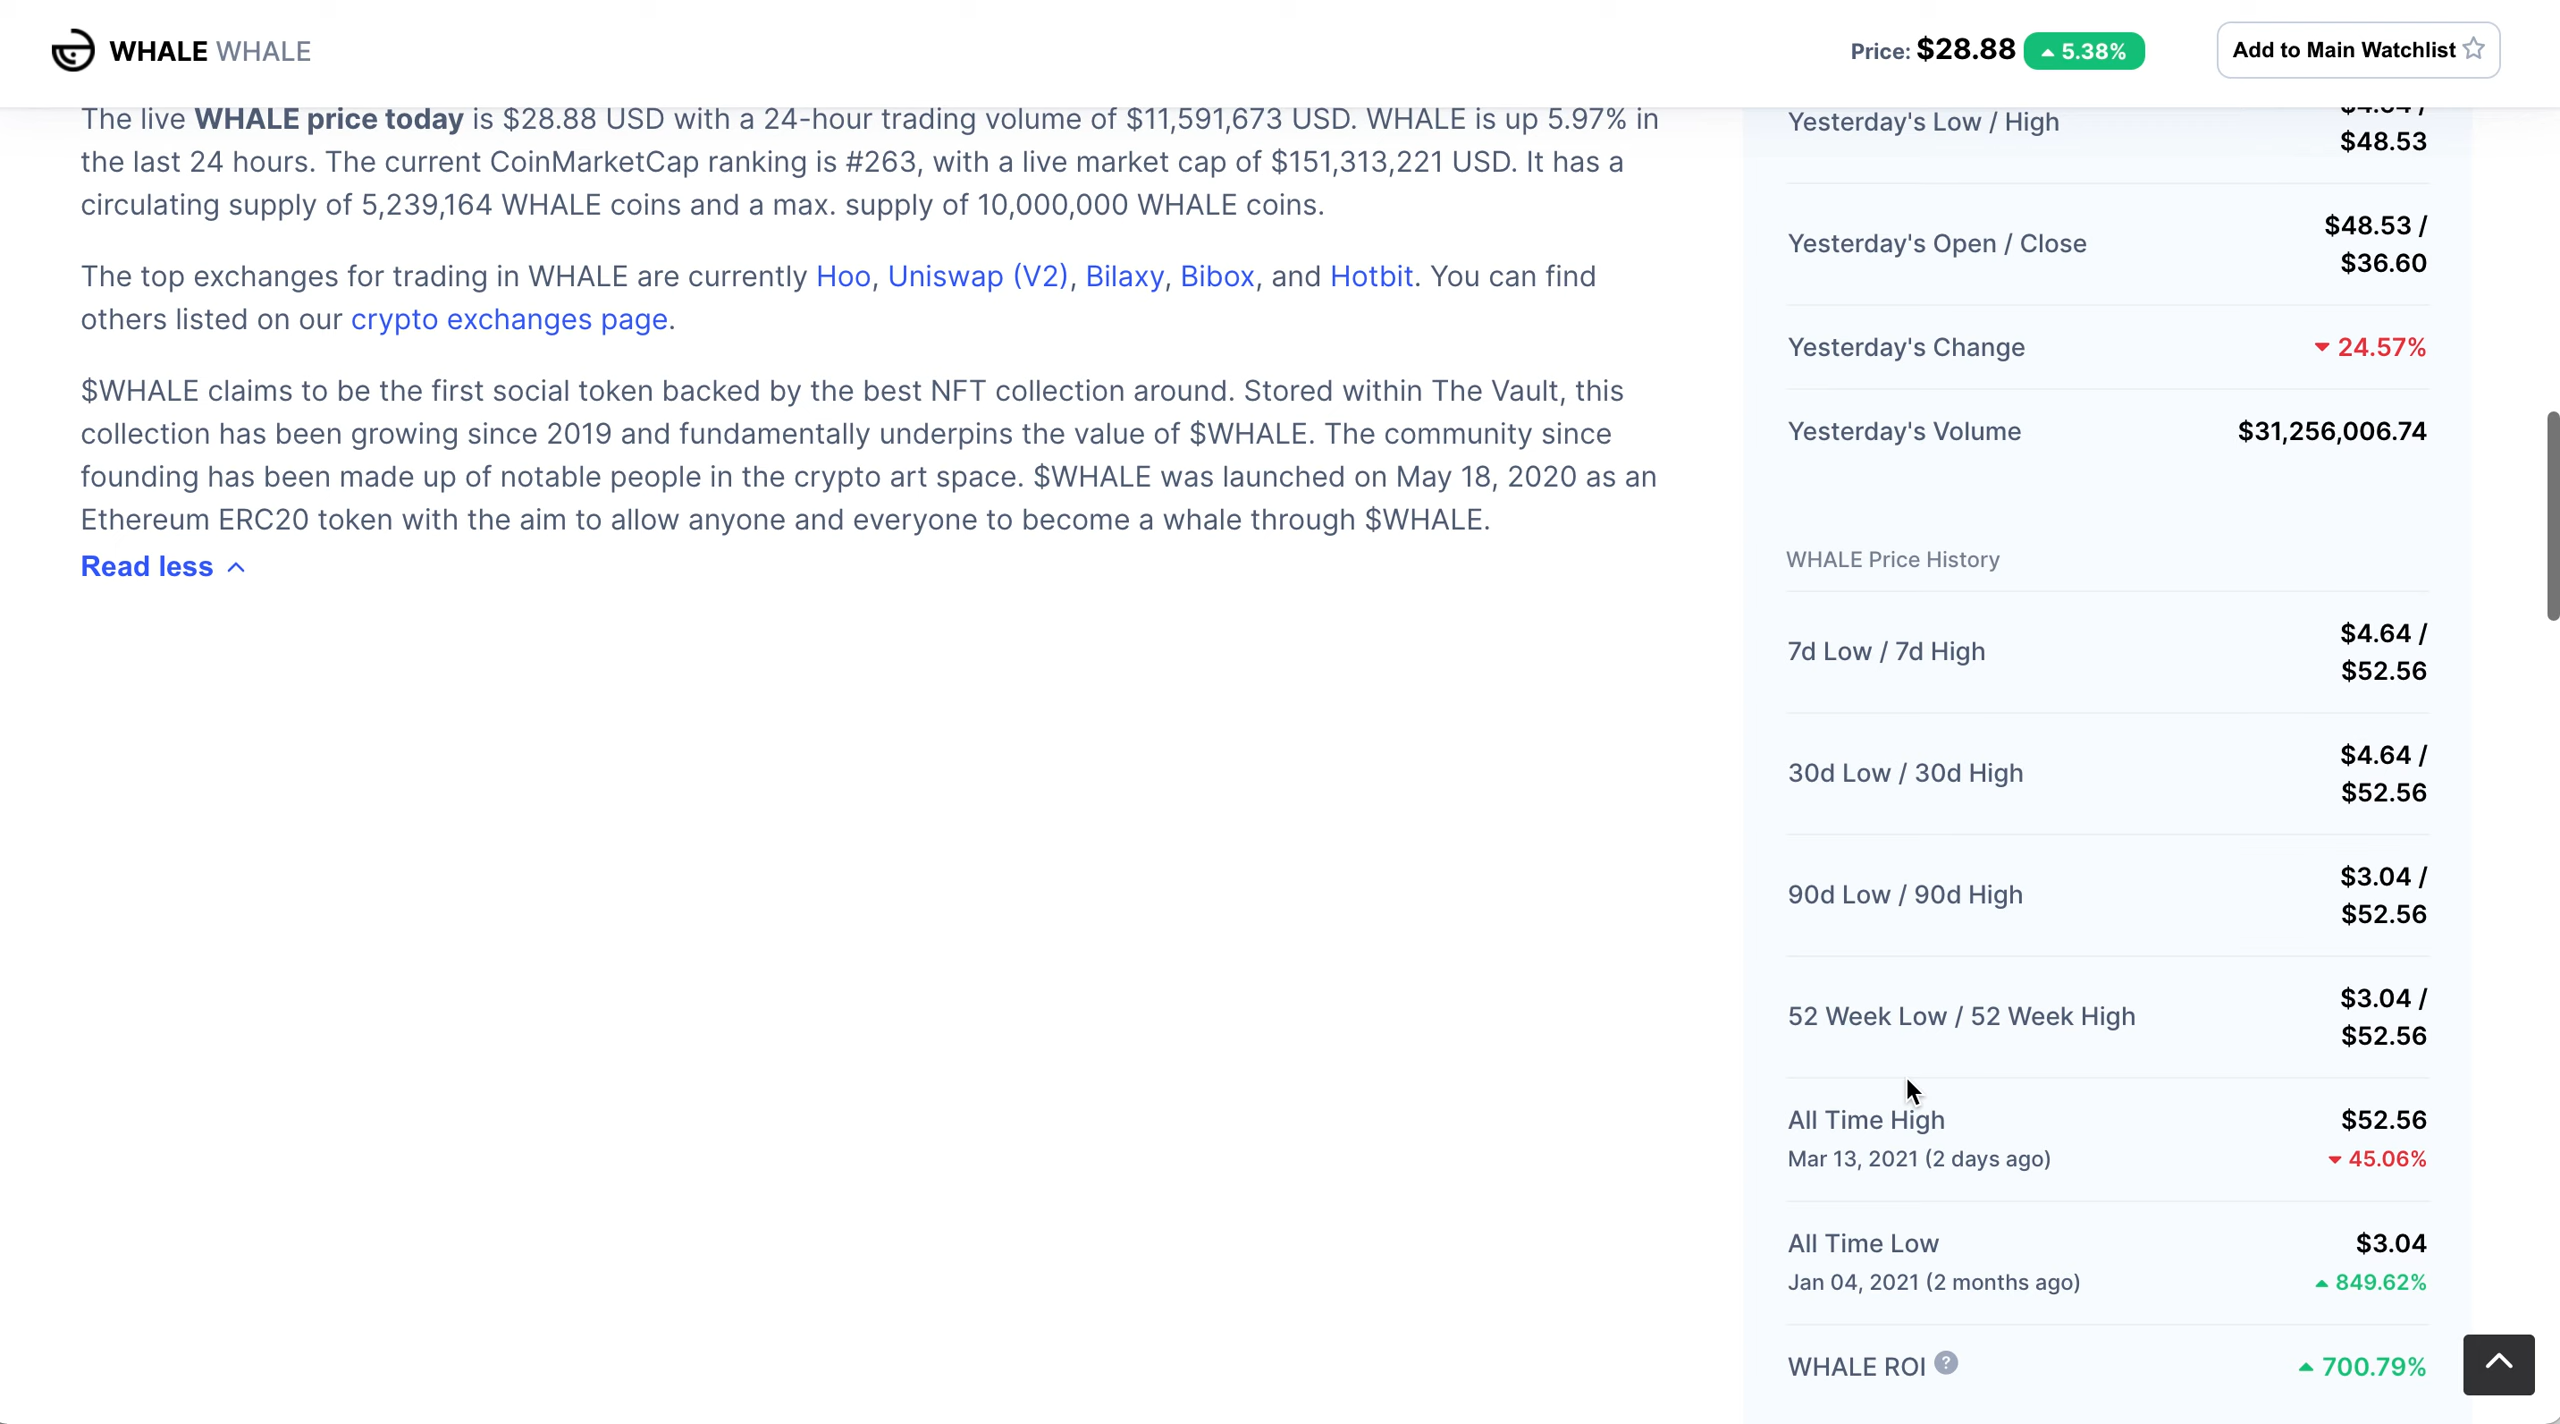 WHALE WHALE
Price: $28.88 5.38%
Add to Main Watchlist
The live WHALE price today is $28.88 USD with a 24-hour trading volume of $11,591,673 USD. WHALE is up 5.97% in
the last 24 hours. The current CoinMarketCap ranking is #263, with a live market cap of $151,313,221 USD. It has a
circulating supply of 5,239,164 WHALE coins and a max. supply of 10,000,000 WHALE coins.
The top exchanges for trading in WHALE are currently Hoo, Uniswap (V2), Bilaxy, Bibox, and Hotbit. You can find
others listed on our crypto exchanges page.
$WHALE claims to be the first social token backed by the best NFT collection around. Stored within The Vault, this
collection has been growing since 2019 and fundamentally underpins the value of $WHALE. The community since
founding has been made up of notable people in the crypto art space. $WHALE was launched on May 18, 2020 as an
Ethereum ERC20 token with the aim to allow anyone and everyone to become a whale through $WHALE.
Read less
Yesterday's Low / High
$48.53
Yesterday's Open / Close
$48.53 /
$36.60
Yesterday's Change
24.57%
Yesterday's Volume
$31,256,006.74
WHALE Price History
7d Low / 7d High
$4.64 /
$52.56
30d Low / 30d High
$4.64 /
$52.56
90d Low / 90d High
$3.04 /
$52.56
52 Week Low / 52 Week High
$3.04 /
$52.56
All Time High
$52.56
Mar 13, 2021 (2 days ago)
45.06%
All Time Low
$3.04
Jan 04, 2021 (2 months ago)
849.62%
WHALE ROI ?
700.79%